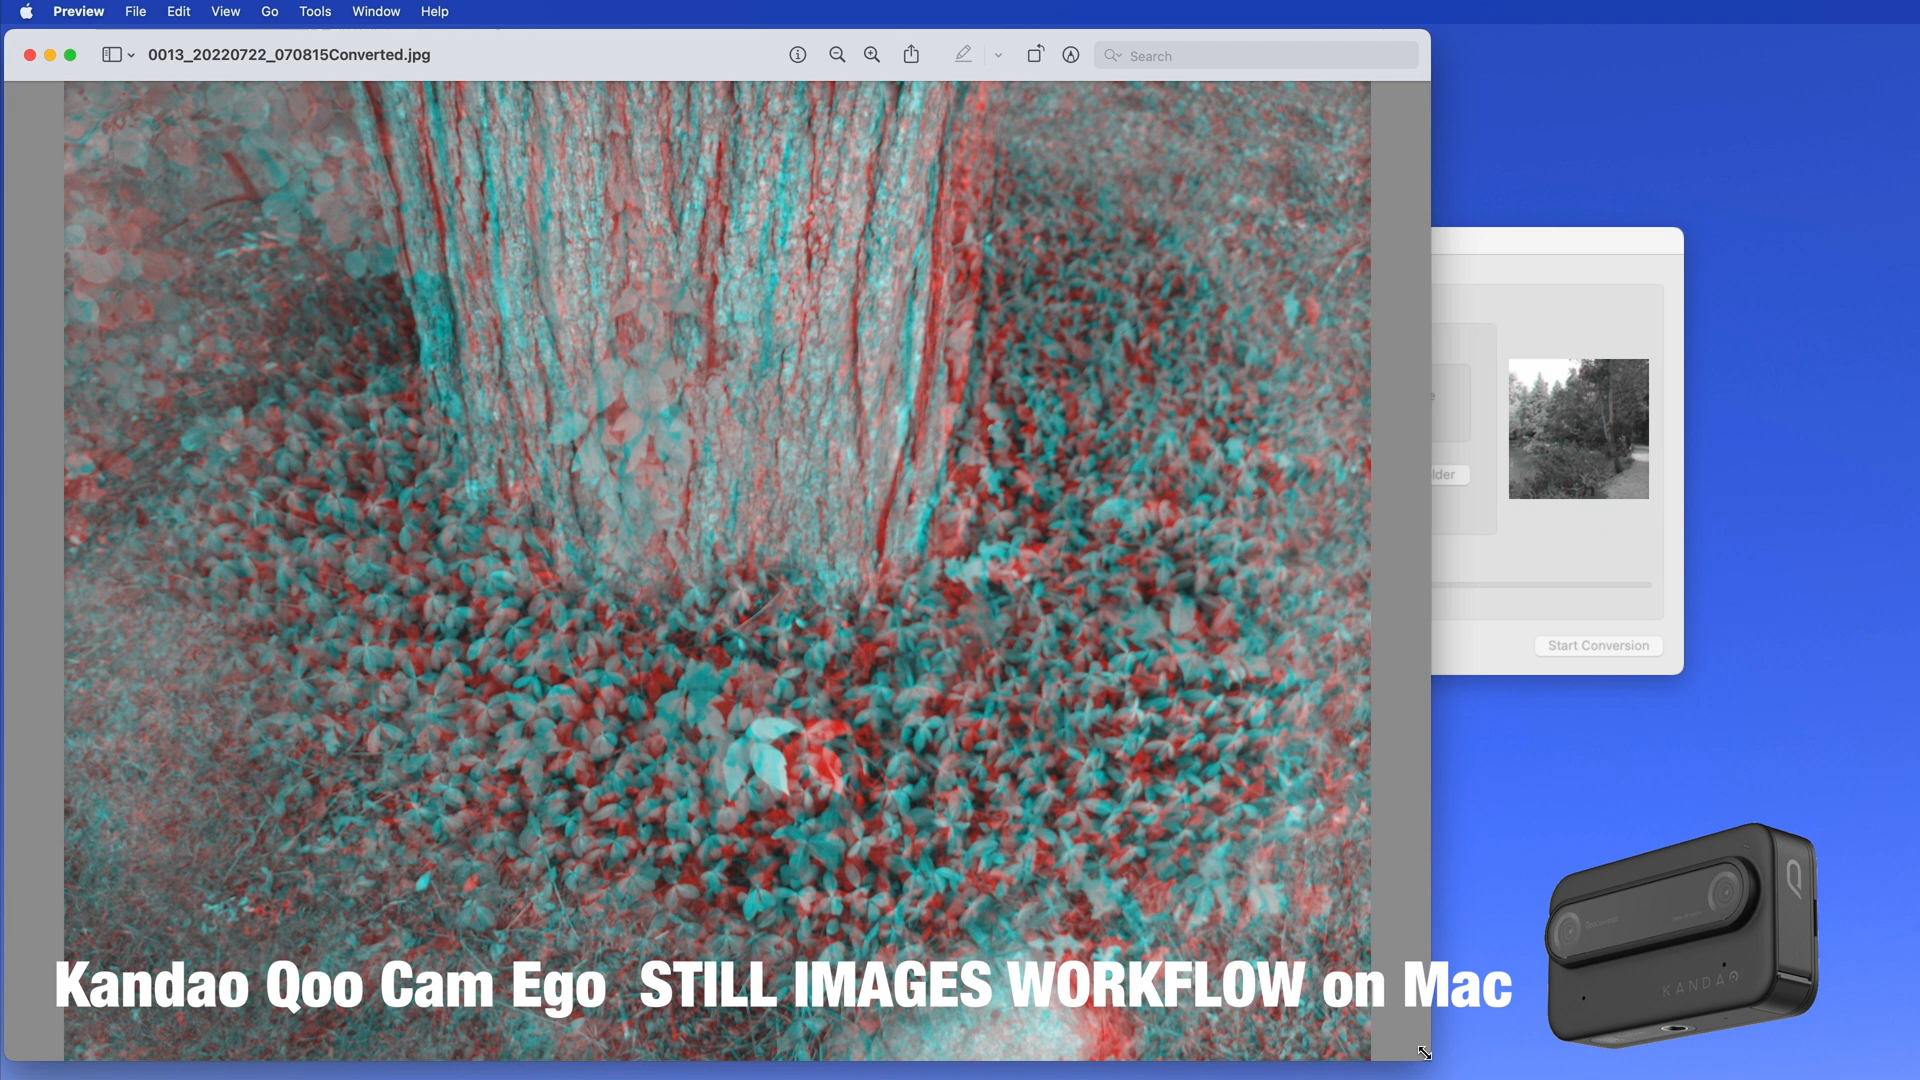 Preview File Edit View Go Tools Window Help
0013_20220722_070815Converted.jpg
Search
e
lder
Start Conversion
Kandao Qoo Cam Ego STILL IMAGES WORKFLOW on Mac
KANDAO